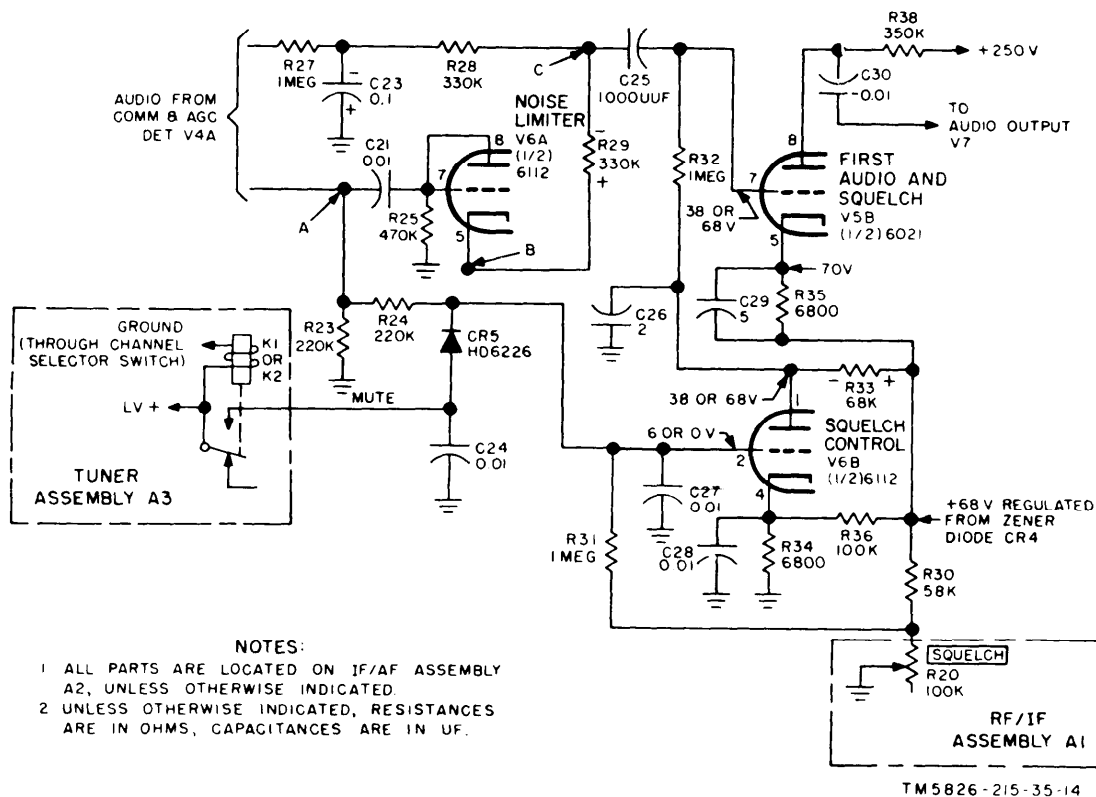 R38
350K
+250 V
R27
1MEG
R28
330K
C
C25
1000UUF
C30
0.01
C23
0.1
-
+
AUDIO FROM
COMM & AGC
DET V4A
NOISE
LIMITER
V6A
(1/2)
6112
-
R29
330K
+
TO
AUDIO OUTPUT
V7
8
8
C21
0.01
7
R32
1MEG
7
FIRST
AUDIO AND
SQUELCH
V5B
(1/2) 6021
A
R25
470K
5
B
38 OR
68V
5
70V
C26
2
C29
5
R35
6800
GROUND
(THROUGH CHANNEL
SELECTOR SWITCH)
K1
OR
K2
R23
220K
R24
220K
CR5
HD6226
LV +
MUTE
38 OR 68V
-
+
R33
68K
1
C24
0.01
6 OR 0 V
2
SQUELCH
CONTROL
V6B
(1/2)6112
TUNER
ASSEMBLY A3
4
C27
0.01
R31
1MEG
C28
0.01
R34
6800
R36
100K
+68V REGULATED
FROM ZENER
DIODE CR4
R30
58K
NOTES:
1 ALL PARTS ARE LOCATED ON IF/AF ASSEMBLY
A2, UNLESS OTHERWISE INDICATED.
2 UNLESS OTHERWISE INDICATED, RESISTANCES
ARE IN OHMS, CAPACITANCES ARE IN UF.
SQUELCH
R20
100K
RF/IF
ASSEMBLY A1
TM5826-215-35-14